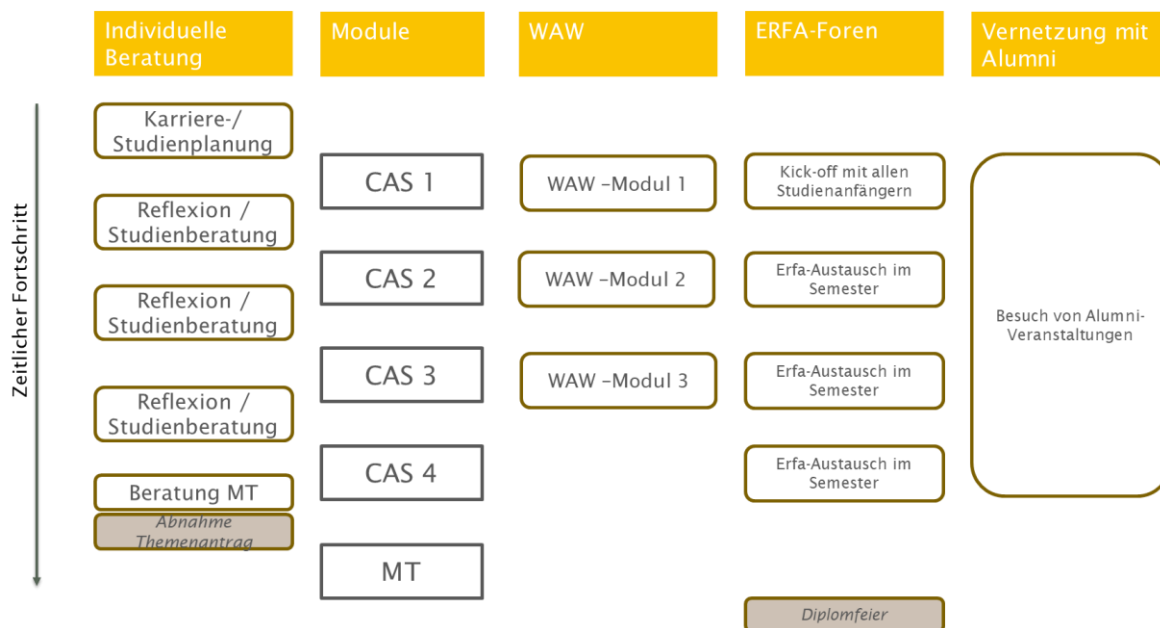 Individuelle
Beratung
Module
WAW
ERFA-Foren
Vernetzung mit
Alumni
Zeitlicher Fortschritt
Karriere-/
Studienplanung
Reflexion /
Studienberatung
Reflexion /
Studienberatung
Reflexion /
Studienberatung
Beratung MT
Abnahme
Themenantrag
CAS 1
CAS 2
CAS 3
CAS 4
MT
WAW –Modul 1
WAW –Modul 2
WAW –Modul 3
Kick-off mit allen
Studienanfängern
Erfa-Austausch im
Semester
Erfa-Austausch im
Semester
Erfa-Austausch im
Semester
Diplomfeier
Besuch von Alumni-
Veranstaltungen